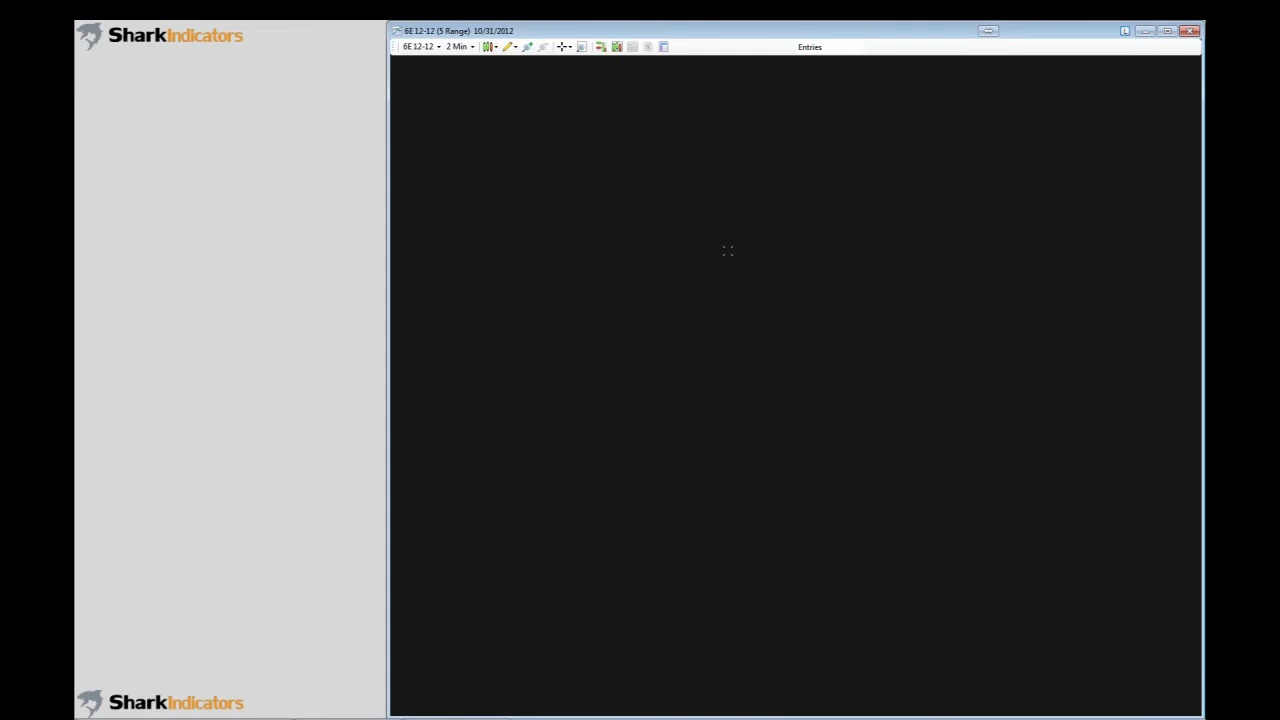 SharkIndicators
6E 12-12 (5 Range) 10/31/2012
L
6E 12-12 2 Min Entries
SharkIndicators